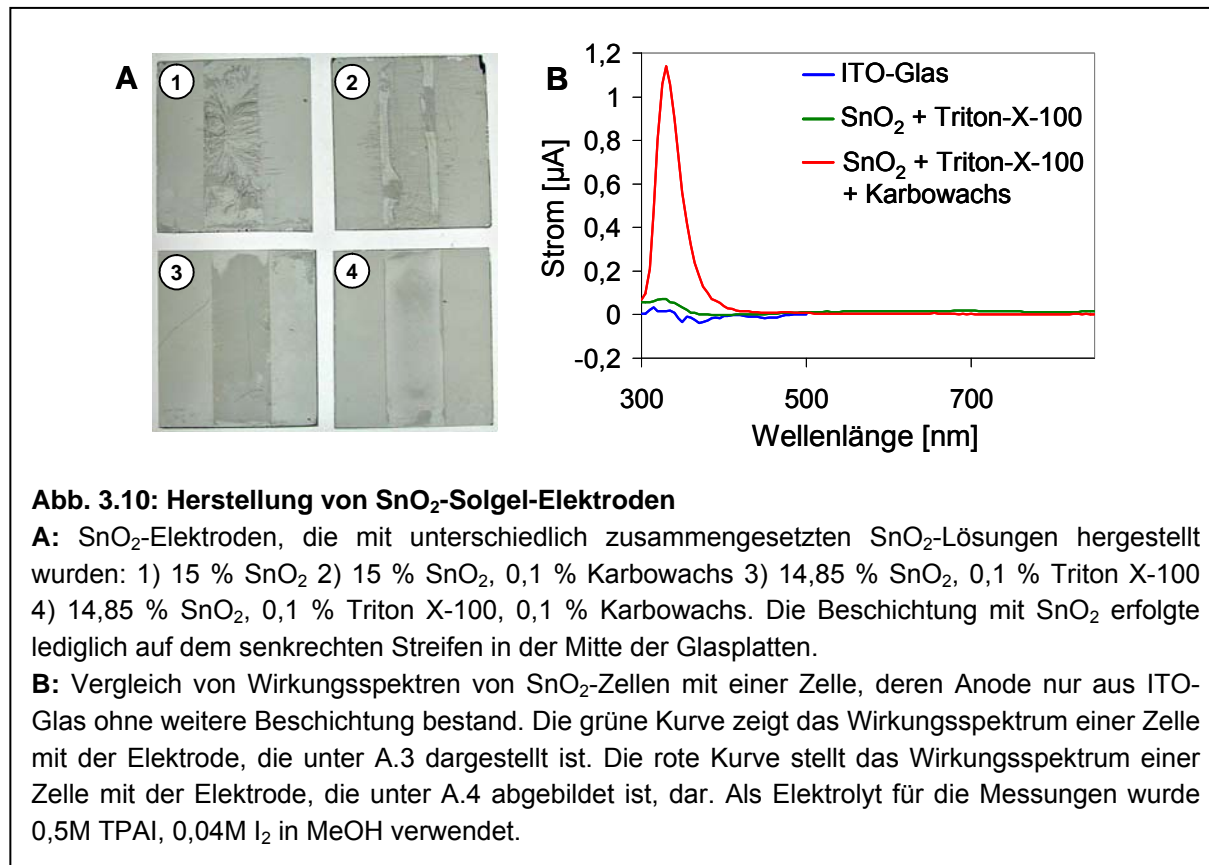 A
1
2
3
4
B
1,2
1
0,8
0,6
0,4
0,2
0
-0,2
Strom [µA]
300
500
700
Wellenlänge [nm]
ITO-Glas
SnO₂ + Triton-X-100
SnO₂ + Triton-X-100
+ Karbowachs
Abb. 3.10: Herstellung von SnO₂-Solgel-Elektroden
A: SnO₂-Elektroden, die mit unterschiedlich zusammengesetzten SnO₂-Lösungen hergestellt
wurden: 1) 15 % SnO₂ 2) 15 % SnO₂, 0,1 % Karbowachs 3) 14,85 % SnO₂, 0,1 % Triton X-100
4) 14,85 % SnO₂, 0,1 % Triton X-100, 0,1 % Karbowachs. Die Beschichtung mit SnO₂ erfolgte
lediglich auf dem senkrechten Streifen in der Mitte der Glasplatten.
B: Vergleich von Wirkungsspektren von SnO₂-Zellen mit einer Zelle, deren Anode nur aus ITO-
Glas ohne weitere Beschichtung bestand. Die grüne Kurve zeigt das Wirkungsspektrum einer Zelle
mit der Elektrode, die unter A.3 dargestellt ist. Die rote Kurve stellt das Wirkungsspektrum einer
Zelle mit der Elektrode, die unter A.4 abgebildet ist, dar. Als Elektrolyt für die Messungen wurde
0,5M TPAI, 0,04M I₂ in MeOH verwendet.